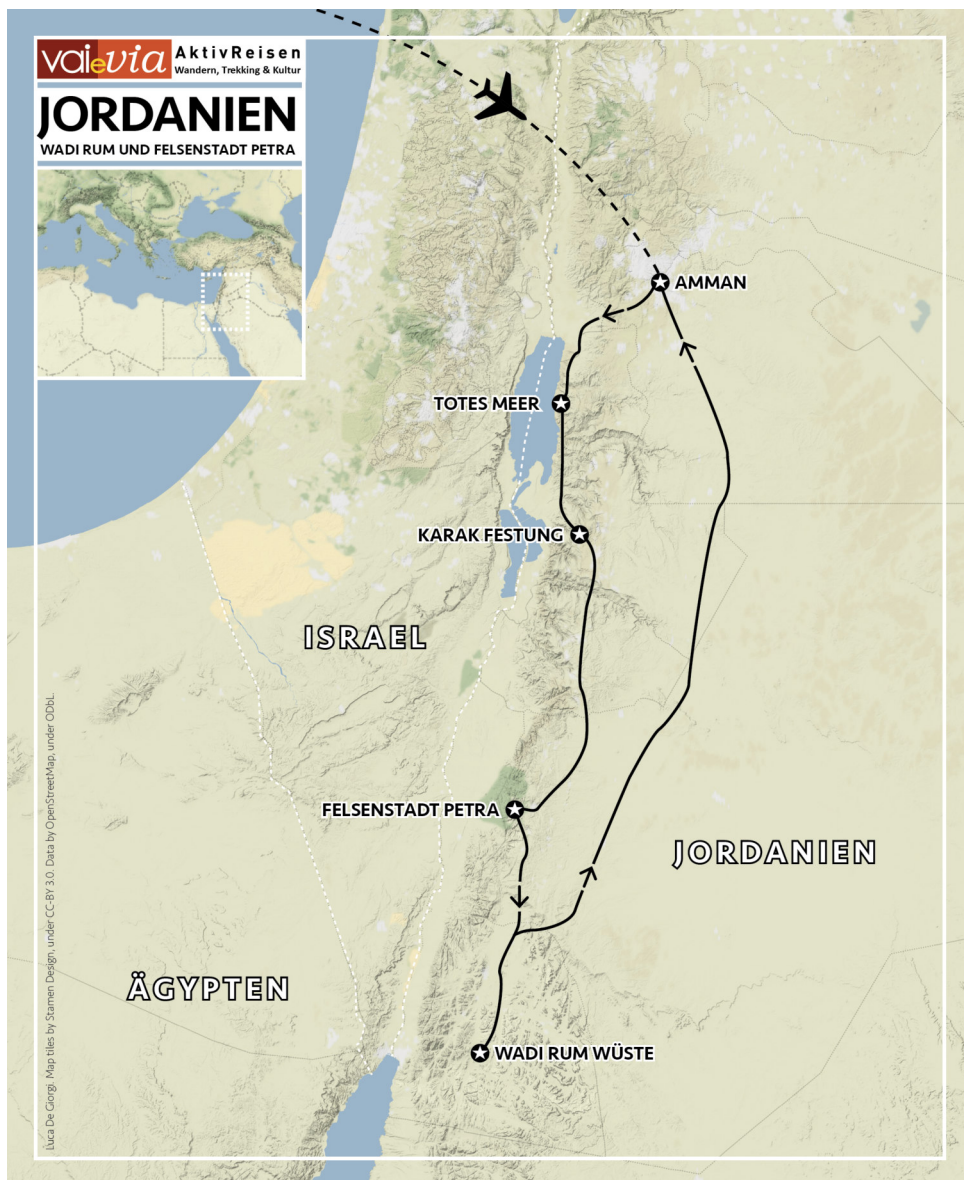 vaievia AktivReisen
Wandern, Trekking & Kultur
JORDANIEN
WADI RUM UND FELSENSTADT PETRA
AMMAN
TOTES MEER
KARAK FESTUNG
ISRAEL
FELSENSTADT PETRA
JORDANIEN
ÄGYPTEN
WADI RUM WÜSTE
Luca De Giorgi. Map tiles by Stamen Design, under CC-BY 3.0. Data by OpenStreetMap, under ODbL.